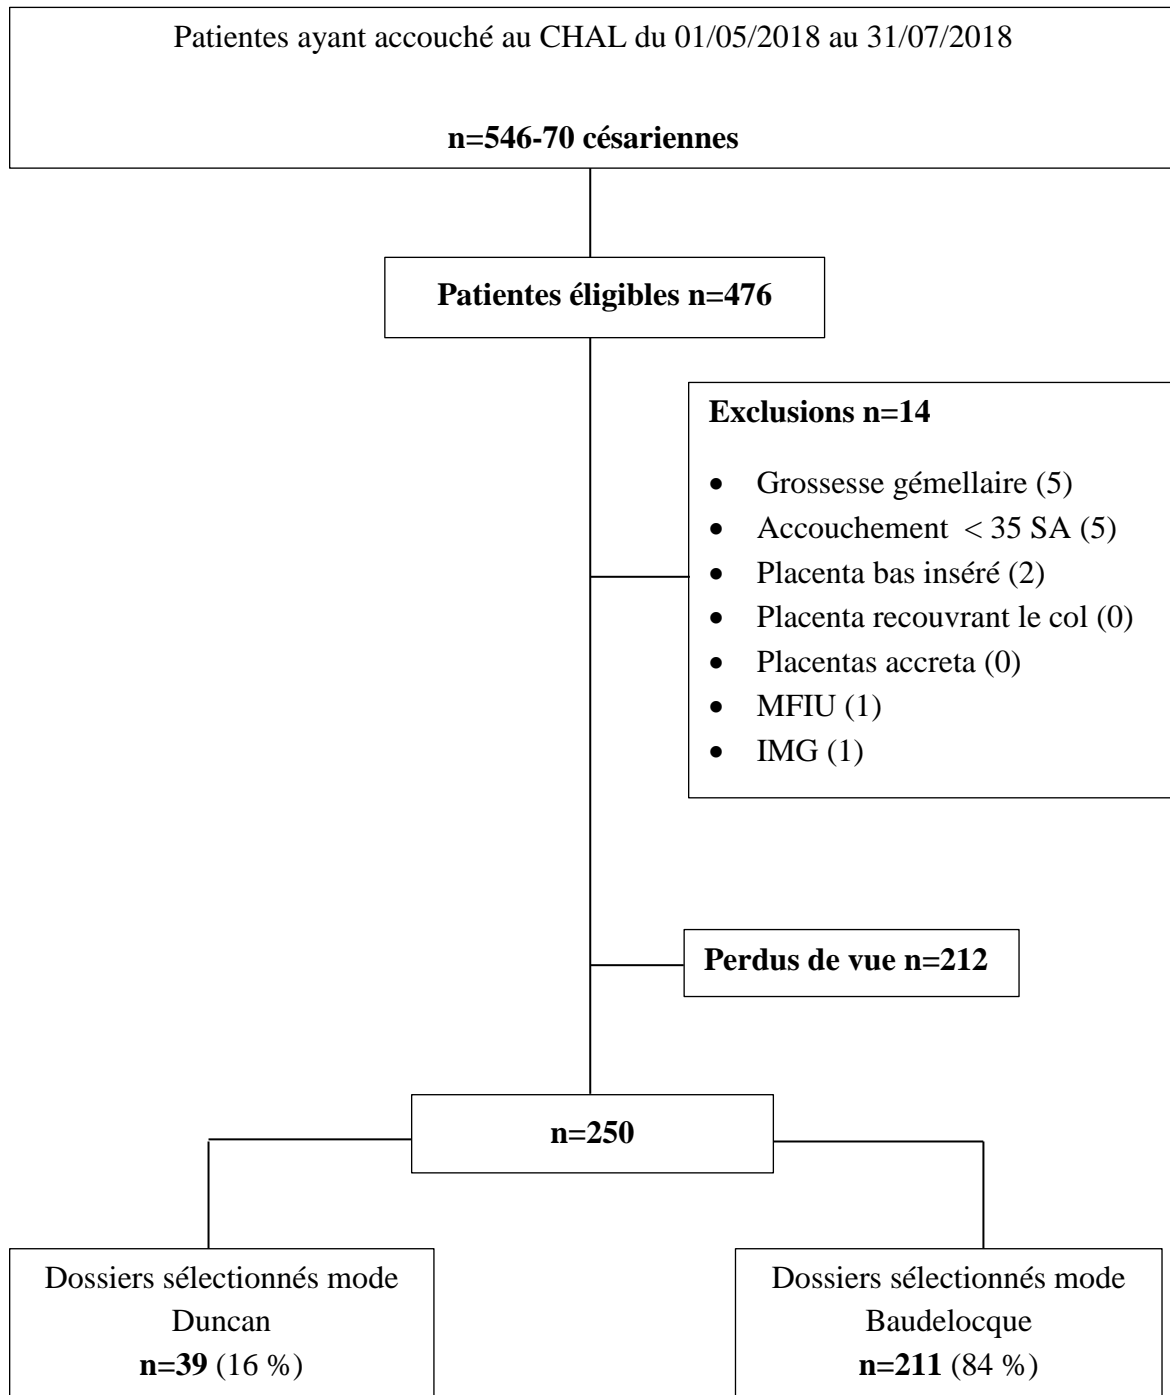 Patientes ayant accouché au CHAL du 01/05/2018 au 31/07/2018
n=546-70 césariennes
Patientes éligibles n=476
Exclusions n=14
• Grossesse gémellaire (5)
• Accouchement < 35 SA (5)
• Placenta bas inséré (2)
• Placenta recouvrant le col (0)
• Placentas accreta (0)
• MFIU (1)
• IMG (1)
Perdus de vue n=212
n=250
Dossiers sélectionnés mode
Duncan
n=39 (16 %)
Dossiers sélectionnés mode
Baudelocque
n=211 (84 %)